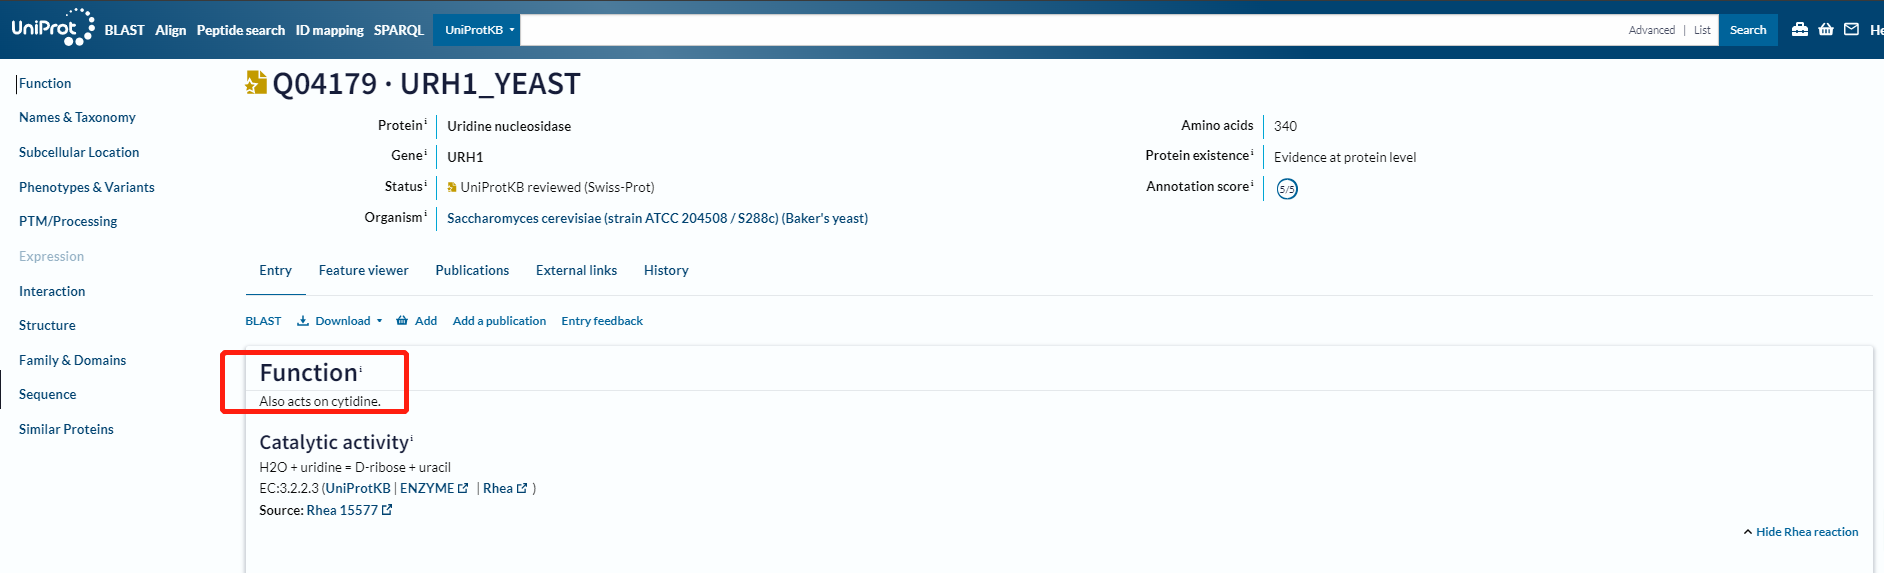 UniProt BLAST Align Peptide search ID mapping SPARQL UniProtKB Advanced | List Search
Function
Names & Taxonomy
Subcellular Location
Phenotypes & Variants
PTM/Processing
Expression
Interaction
Structure
Family & Domains
Sequence
Similar Proteins
Q04179 · URH1_YEAST
Protein i Uridine nucleosidase
Gene i URH1
Status i UniProtKB reviewed (Swiss-Prot)
Organism i Saccharomyces cerevisiae (strain ATCC 204508 / S288c) (Baker's yeast)
Amino acids 340
Protein existence i Evidence at protein level
Annotation score i 5/5
Entry Feature viewer Publications External links History
BLAST Download Add Add a publication Entry feedback
Function i
Also acts on cytidine.
Catalytic activity i
H2O + uridine = D-ribose + uracil
EC:3.2.2.3 (UniProtKB | ENZYME | Rhea )
Source: Rhea 15577
Hide Rhea reaction